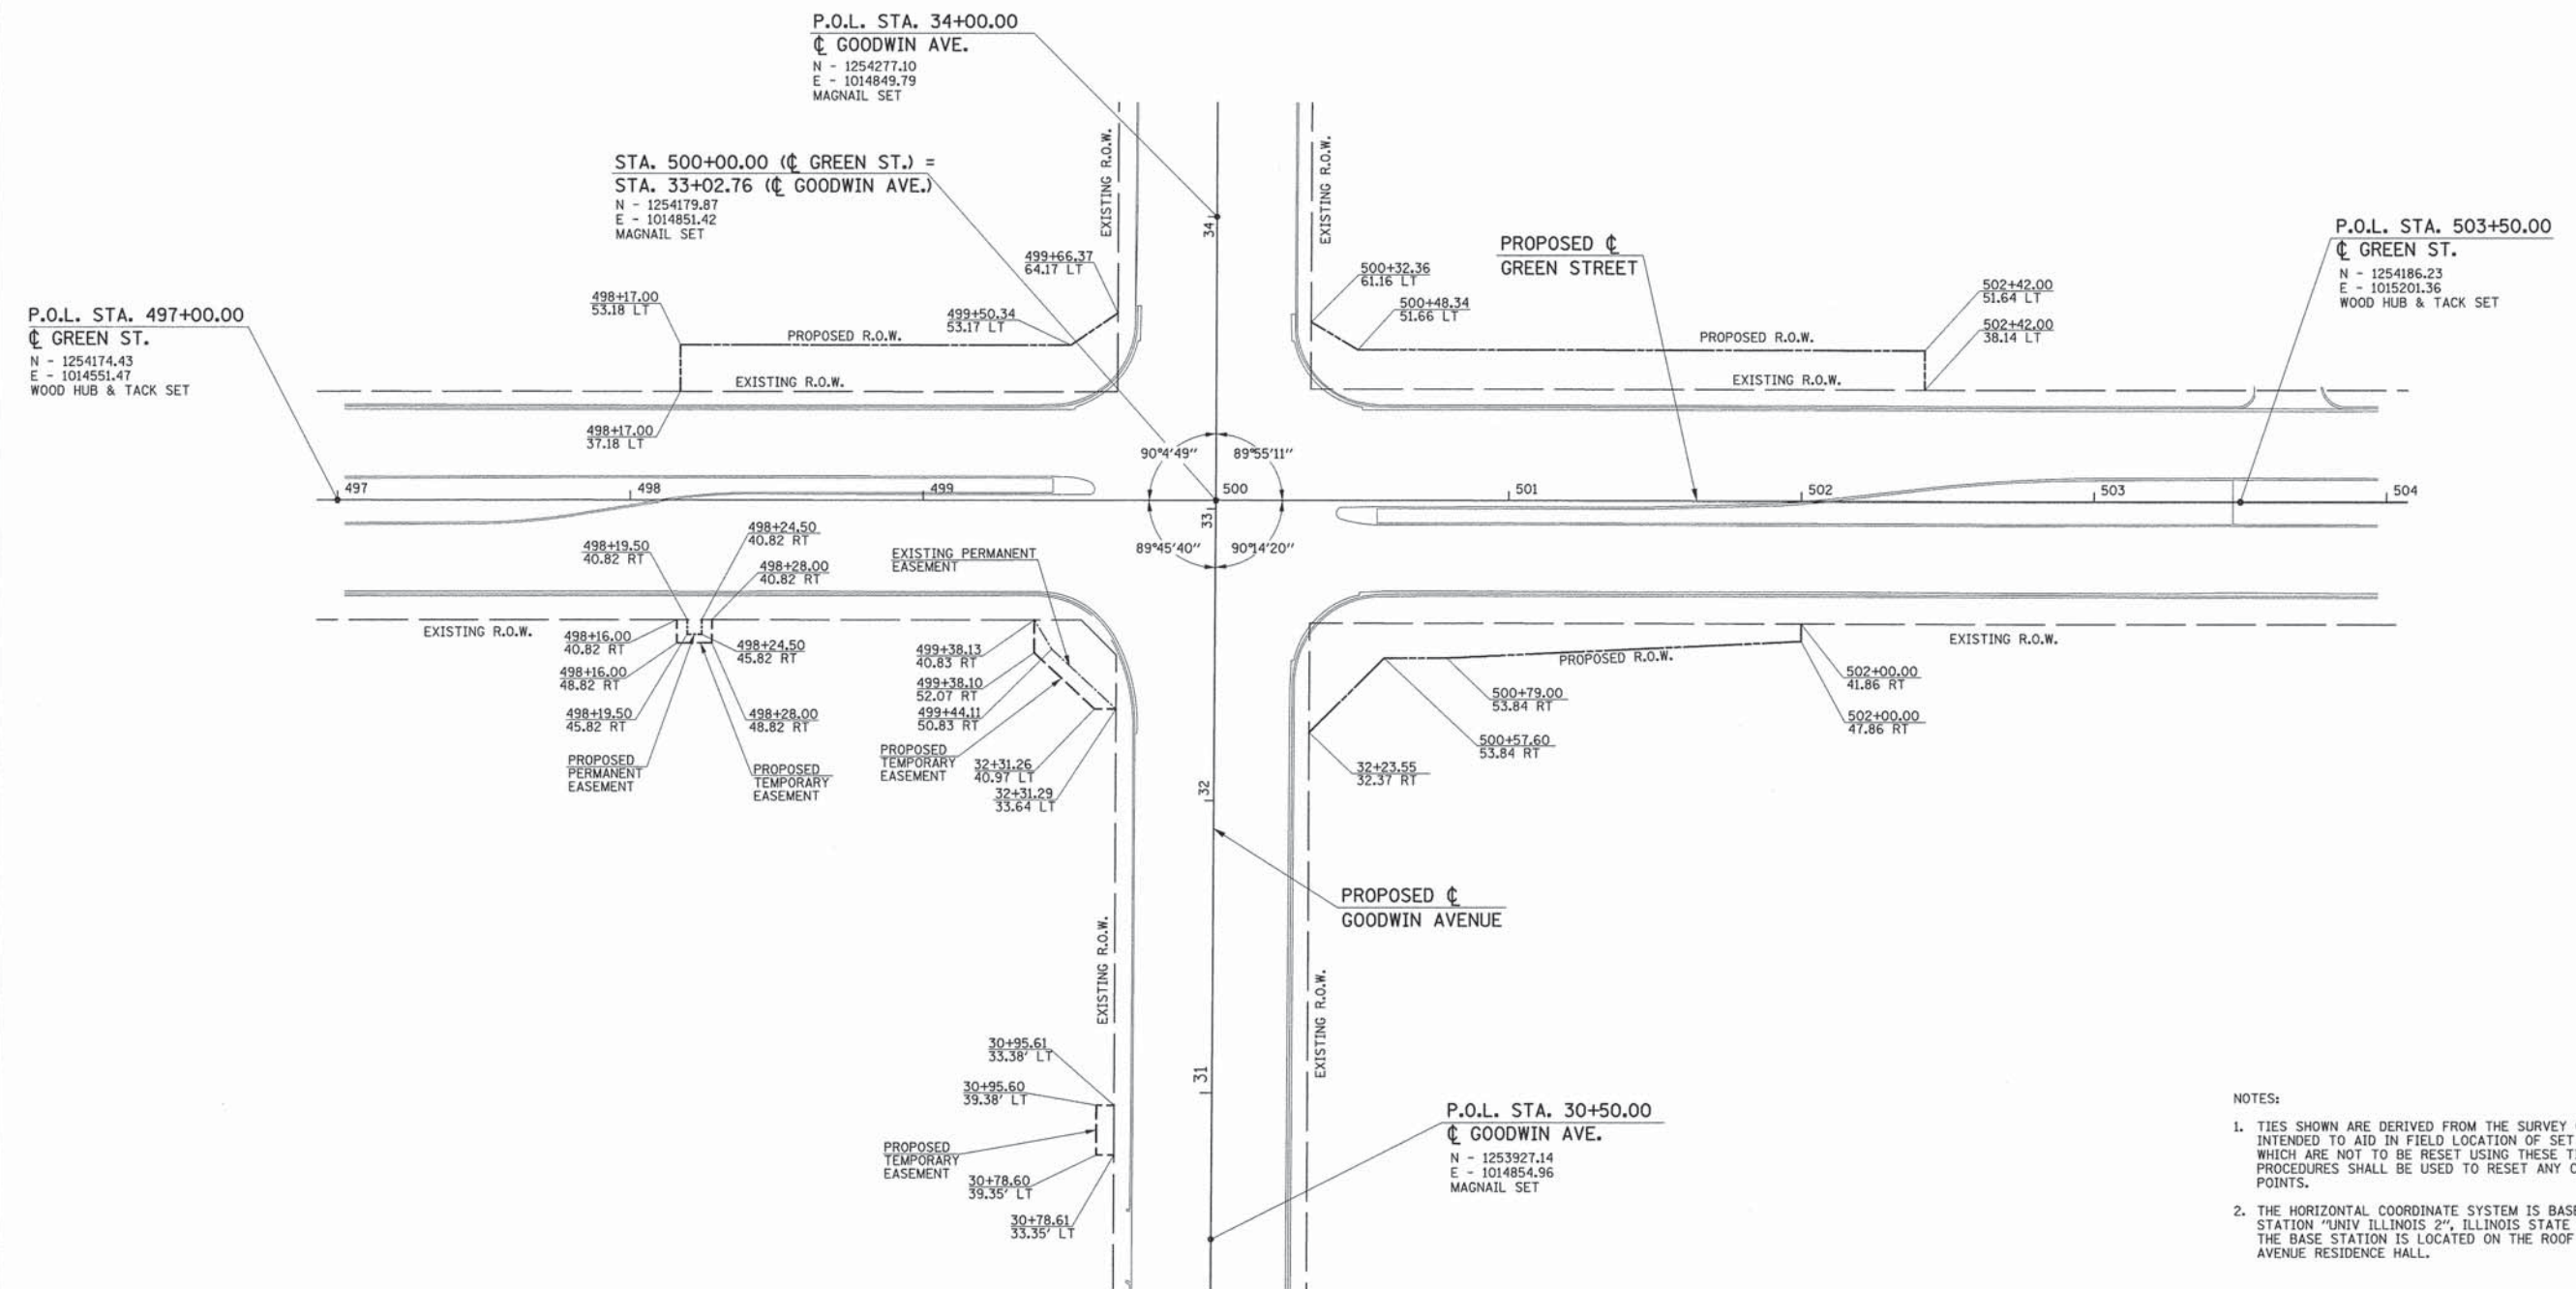 P.O.L. STA. 34+00.00
℄ GOODWIN AVE.
N - 1254277.10
E - 1014849.79
MAGNAIL SET
STA. 500+00.00 (℄ GREEN ST.) =
STA. 33+02.76 (℄ GOODWIN AVE.)
N - 1254179.87
E - 1014851.42
MAGNAIL SET
P.O.L. STA. 497+00.00
℄ GREEN ST.
N - 1254174.43
E - 1014551.47
WOOD HUB & TACK SET
P.O.L. STA. 503+50.00
℄ GREEN ST.
N - 1254186.23
E - 1015201.36
WOOD HUB & TACK SET
EXISTING R.O.W.
EXISTING R.O.W.
34
PROPOSED ℄
GREEN STREET
499+66.37
64.17 LT
498+17.00
53.18 LT
499+50.34
53.17 LT
PROPOSED R.O.W.
EXISTING R.O.W.
498+17.00
37.18 LT
500+32.36
61.16 LT
500+48.34
51.66 LT
502+42.00
51.64 LT
502+42.00
38.14 LT
PROPOSED R.O.W.
EXISTING R.O.W.
90°4'49"
89°55'11"
497
498
499
500
501
502
503
504
33
89°45'40"
90°14'20"
498+24.50
40.82 RT
498+19.50
40.82 RT
498+28.00
40.82 RT
EXISTING PERMANENT
EASEMENT
EXISTING R.O.W.
498+16.00
40.82 RT
498+24.50
45.82 RT
498+16.00
48.82 RT
498+19.50
45.82 RT
498+28.00
48.82 RT
PROPOSED
PERMANENT
EASEMENT
PROPOSED
TEMPORARY
EASEMENT
499+38.13
40.83 RT
499+38.10
52.07 RT
499+44.11
50.83 RT
PROPOSED
TEMPORARY
EASEMENT
32+31.26
40.97 LT
32+31.29
33.64 LT
32
EXISTING R.O.W.
PROPOSED R.O.W.
502+00.00
41.86 RT
502+00.00
47.86 RT
500+79.00
53.84 RT
500+57.60
53.84 RT
32+23.55
32.37 RT
PROPOSED ℄
GOODWIN AVENUE
EXISTING R.O.W.
EXISTING R.O.W.
31
30+95.61
33.38' LT
30+95.60
39.38' LT
PROPOSED
TEMPORARY
EASEMENT
30+78.60
39.35' LT
30+78.61
33.35' LT
P.O.L. STA. 30+50.00
℄ GOODWIN AVE.
N - 1253927.14
E - 1014854.96
MAGNAIL SET
NOTES:
1. TIES SHOWN ARE DERIVED FROM THE SURVEY
INTENDED TO AID IN FIELD LOCATION OF SET
WHICH ARE NOT TO BE RESET USING THESE
PROCEDURES SHALL BE USED TO RESET ANY
POINTS.
2. THE HORIZONTAL COORDINATE SYSTEM IS
STATION "UNIV ILLINOIS 2", ILLINOIS STATE
THE BASE STATION IS LOCATED ON THE ROOF
AVENUE RESIDENCE HALL.